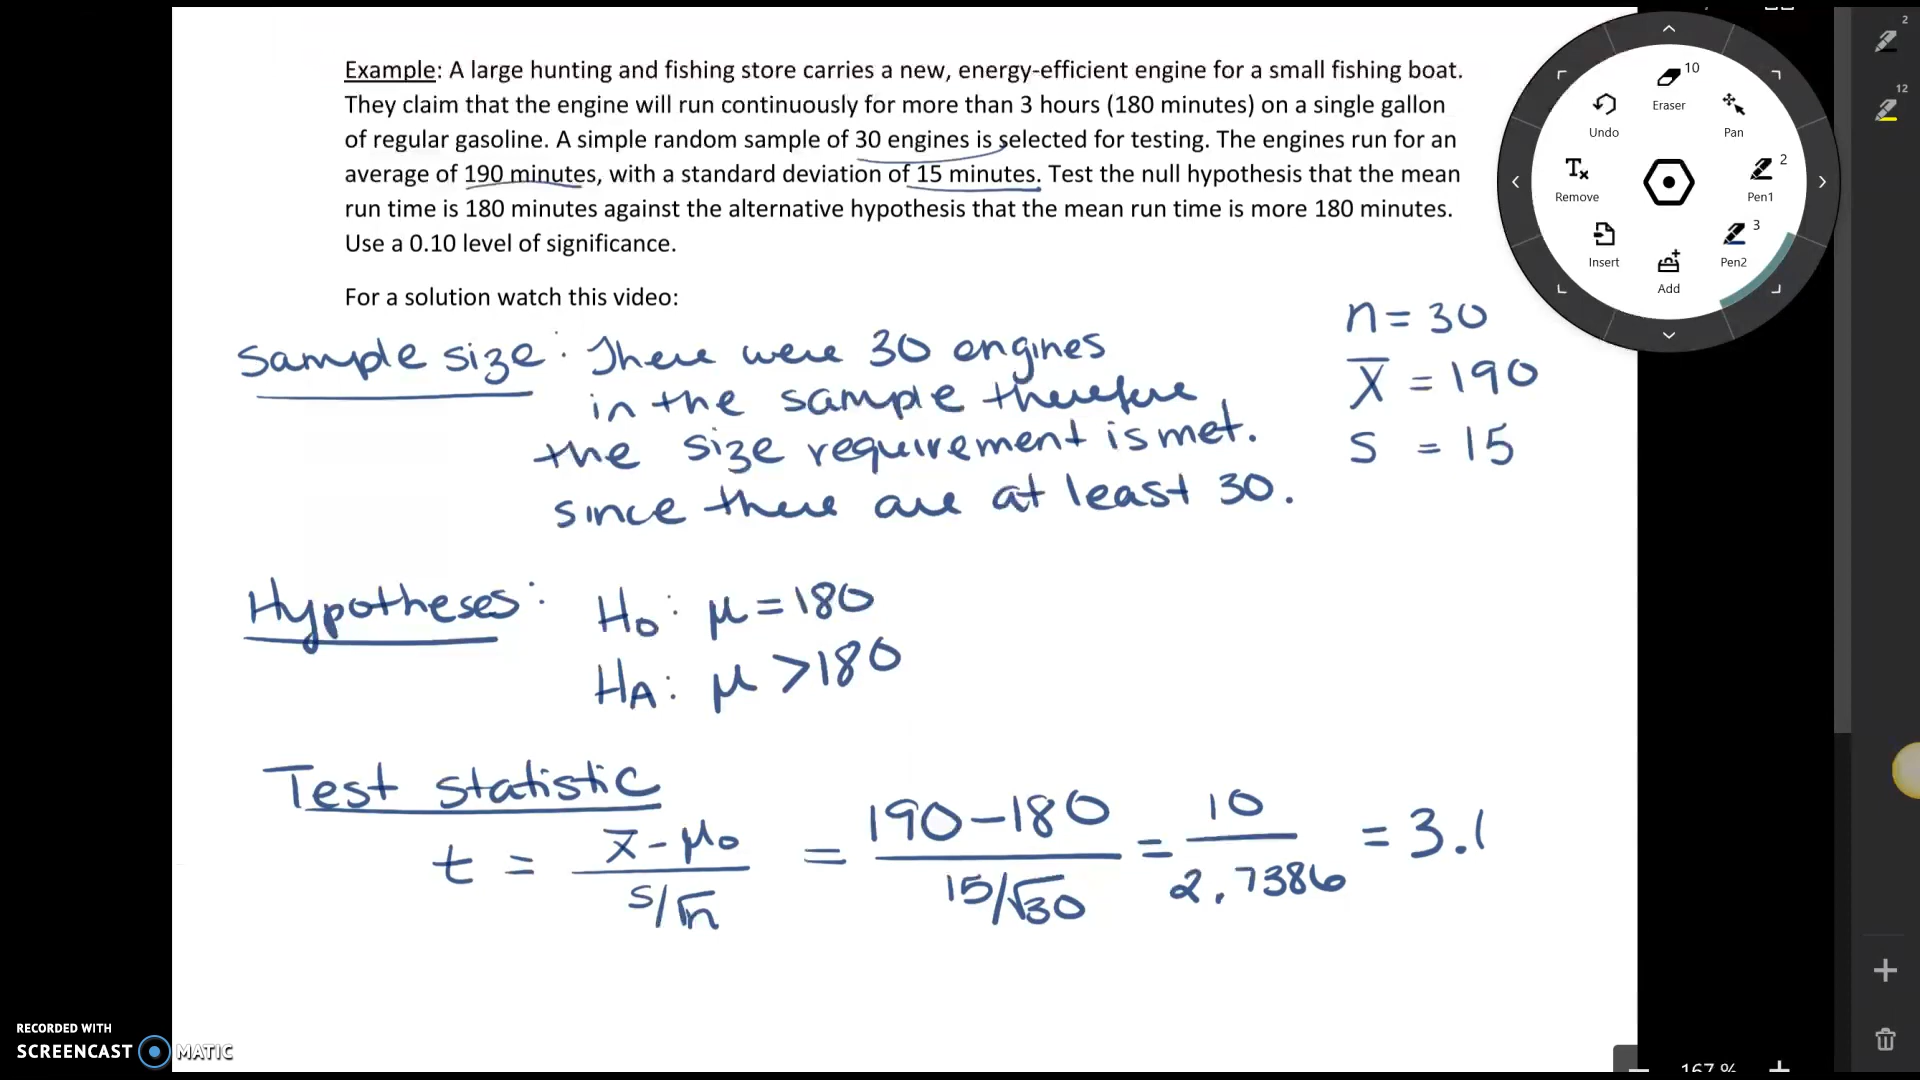 Example: A large hunting and fishing store carries a new, energy-efficient engine for a small fishing boat.
They claim that the engine will run continuously for more than 3 hours (180 minutes) on a single gallon
of regular gasoline. A simple random sample of 30 engines is selected for testing. The engines run for an
average of 190 minutes, with a standard deviation of 15 minutes. Test the null hypothesis that the mean
run time is 180 minutes against the alternative hypothesis that the mean run time is more 180 minutes.
Use a 0.10 level of significance.
For a solution watch this video:
n = 30
x̄ = 190
s = 15
Sample size: There were 30 engines
in the sample therefore
the size requirement is met.
since there are at least 30.
Hypotheses: H₀: μ = 180
H_A: μ > 180
Test statistic
t = (x̄ - μ₀)/(s/√n) = (190 - 180)/(15/√30) = 10/2.7386 = 3.1
10
Eraser
Undo
Pan
Remove
2
Pen1
Insert
3
Pen2
Add
2
12
RECORDED WITH
SCREENCAST MATIC
167 %